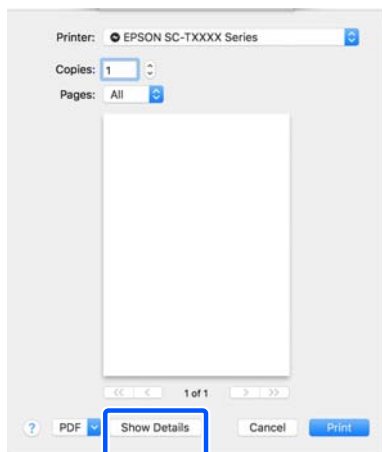 Printer: EPSON SC-TXXXX Series
Copies: 1
Pages: All
<< < 1 of 1 > >>
? PDF Show Details Cancel Print